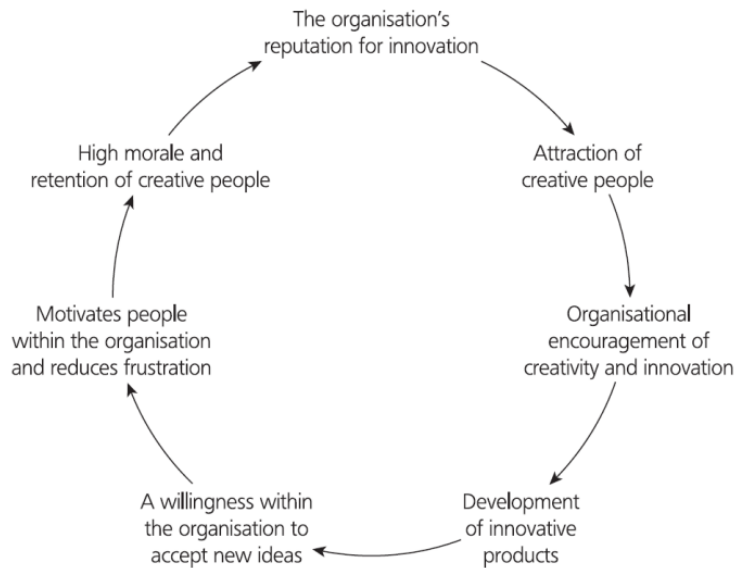 The organisation's
reputation for innovation
Attraction of
creative people
Organisational
encouragement of
creativity and innovation
Development
of innovative
products
A willingness within
the organisation to
accept new ideas
Motivates people
within the organisation
and reduces frustration
High morale and
retention of creative people